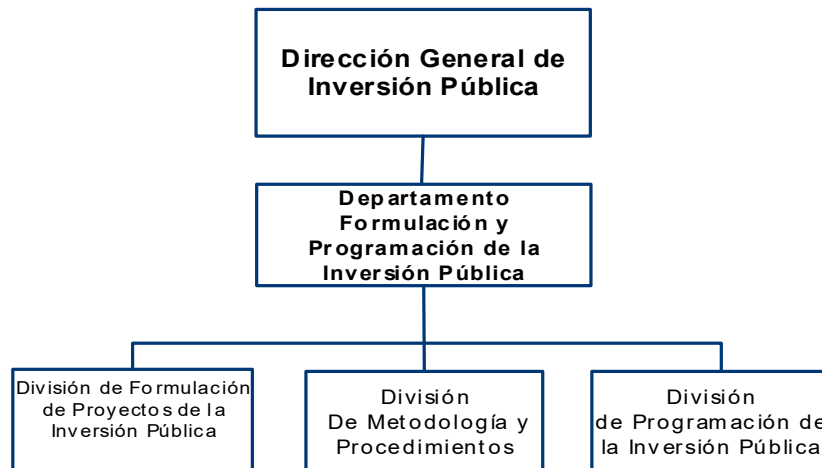 Dirección General de
Inversión Pública
Departamento
Formulación y
Programación de la
Inversión Pública
División de Formulación
de Proyectos de la
Inversión Pública
División
De Metodología y
Procedimientos
División
de Programación de
la Inversión Pública